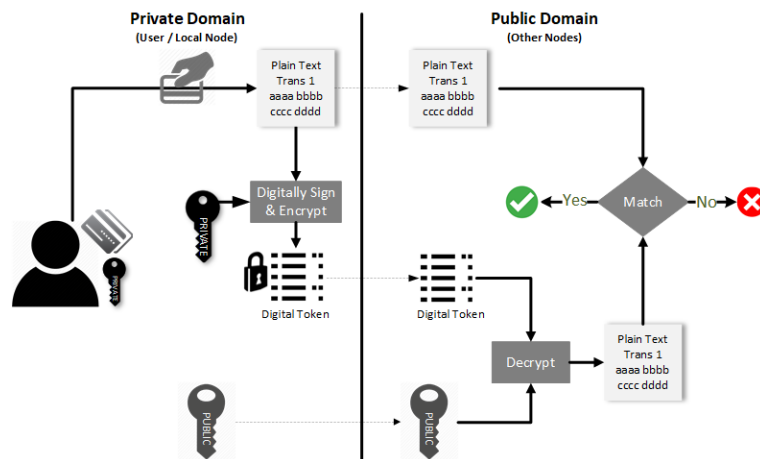 Private Domain
(User / Local Node)
Public Domain
(Other Nodes)
Plain Text
Trans 1
aaaa bbbb
cccc dddd
Plain Text
Trans 1
aaaa bbbb
cccc dddd
PRIVATE
Digitally Sign
& Encrypt
Yes
Match
No
PRIVATE
Digital Token
Digital Token
Decrypt
Plain Text
Trans 1
aaaa bbbb
cccc dddd
PUBLIC
PUBLIC